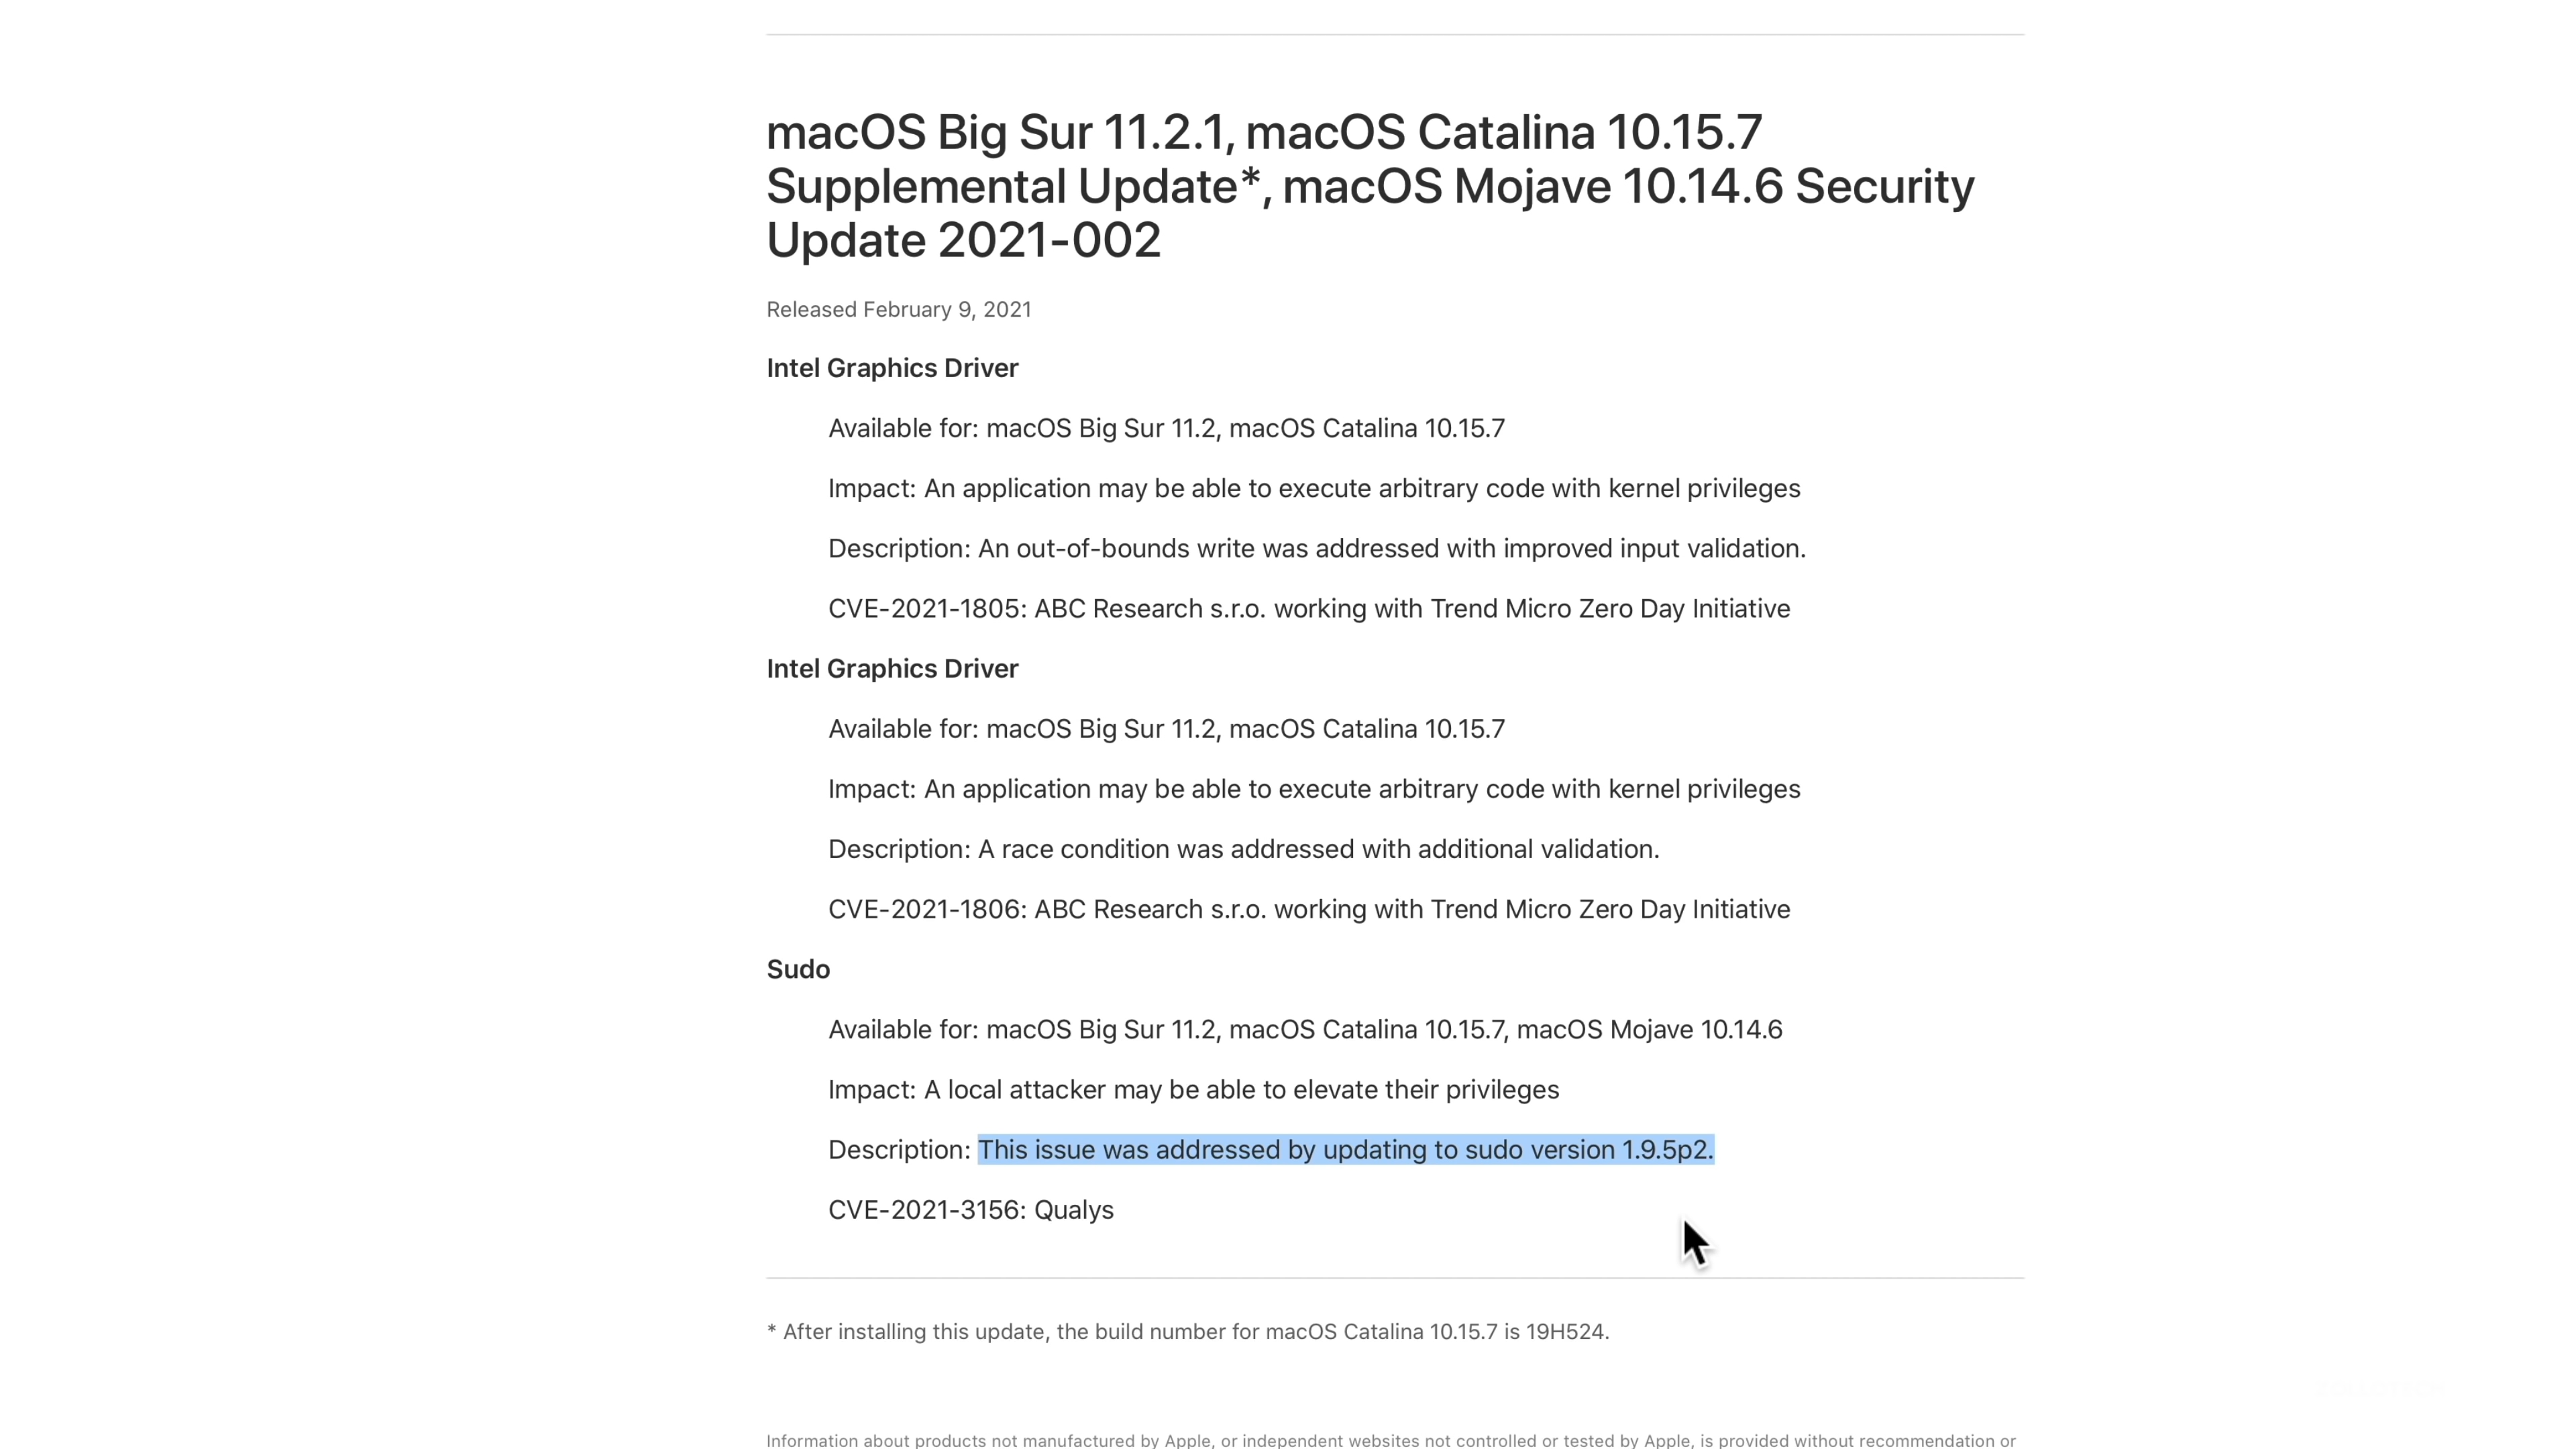 macOS Big Sur 11.2.1, macOS Catalina 10.15.7
Supplemental Update*, macOS Mojave 10.14.6 Security
Update 2021-002
Released February 9, 2021
Intel Graphics Driver
Available for: macOS Big Sur 11.2, macOS Catalina 10.15.7
Impact: An application may be able to execute arbitrary code with kernel privileges
Description: An out-of-bounds write was addressed with improved input validation.
CVE-2021-1805: ABC Research s.r.o. working with Trend Micro Zero Day Initiative
Intel Graphics Driver
Available for: macOS Big Sur 11.2, macOS Catalina 10.15.7
Impact: An application may be able to execute arbitrary code with kernel privileges
Description: A race condition was addressed with additional validation.
CVE-2021-1806: ABC Research s.r.o. working with Trend Micro Zero Day Initiative
Sudo
Available for: macOS Big Sur 11.2, macOS Catalina 10.15.7, macOS Mojave 10.14.6
Impact: A local attacker may be able to elevate their privileges
Description: This issue was addressed by updating to sudo version 1.9.5p2.
CVE-2021-3156: Qualys
* After installing this update, the build number for macOS Catalina 10.15.7 is 19H524.
Information about products not manufactured by Apple, or independent websites not controlled or tested by Apple, is provided without recommendation or